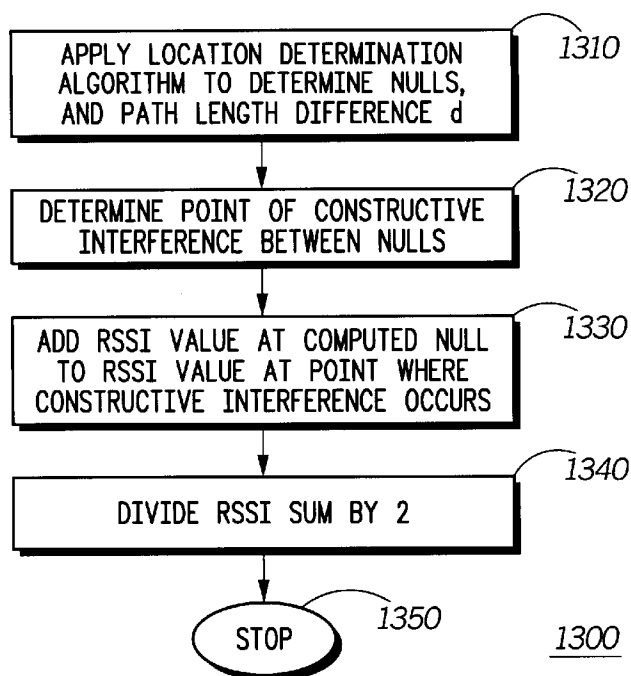 1310
APPLY LOCATION DETERMINATION
ALGORITHM TO DETERMINE NULLS,
AND PATH LENGTH DIFFERENCE d
1320
DETERMINE POINT OF CONSTRUCTIVE
INTERFERENCE BETWEEN NULLS
1330
ADD RSSI VALUE AT COMPUTED NULL
TO RSSI VALUE AT POINT WHERE
CONSTRUCTIVE INTERFERENCE OCCURS
1340
DIVIDE RSSI SUM BY 2
1350
STOP
1300